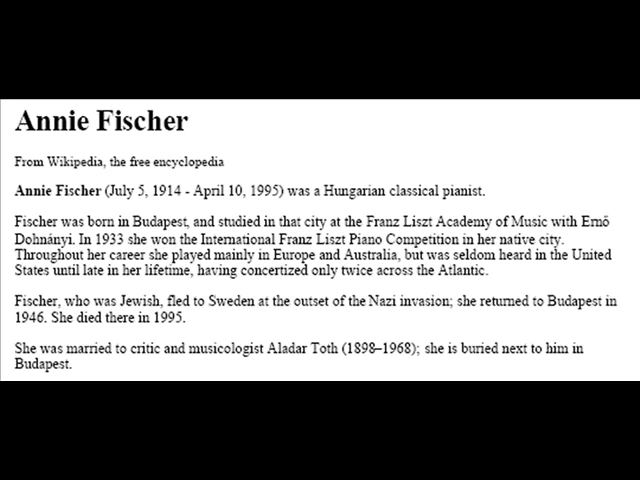 Annie Fischer
From Wikipedia, the free encyclopedia
Annie Fischer (July 5, 1914 - April 10, 1995) was a Hungarian classical pianist.
Fischer was born in Budapest, and studied in that city at the Franz Liszt Academy of Music with Ernő
Dohnányi. In 1933 she won the International Franz Liszt Piano Competition in her native city.
Throughout her career she played mainly in Europe and Australia, but was seldom heard in the United
States until late in her lifetime, having concertized only twice across the Atlantic.
Fischer, who was Jewish, fled to Sweden at the outset of the Nazi invasion; she returned to Budapest in
1946. She died there in 1995.
She was married to critic and musicologist Aladar Toth (1898–1968); she is buried next to him in
Budapest.